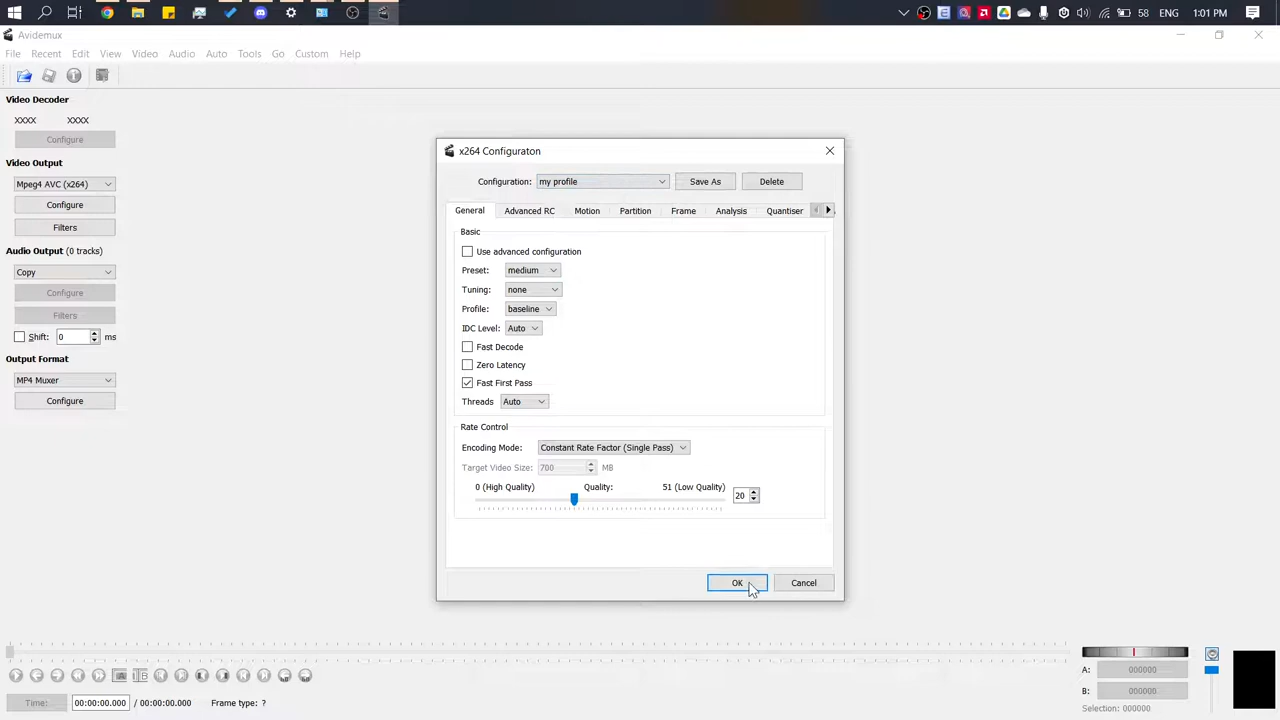 58 ENG 1:01 PM
Avidemux
File Recent Edit View Video Audio Auto Tools Go Custom Help
Video Decoder
XXXX XXXX
Configure
Video Output
Mpeg4 AVC (x264)
Configure
Filters
Audio Output (0 tracks)
Copy
Configure
Filters
Shift: 0 ms
Output Format
MP4 Muxer
Configure
x264 Configuraton
Configuration: my profile Save As Delete
General Advanced RC Motion Partition Frame Analysis Quantiser
Basic
Use advanced configuration
Preset: medium
Tuning: none
Profile: baseline
IDC Level: Auto
Fast Decode
Zero Latency
Fast First Pass
Threads Auto
Rate Control
Encoding Mode: Constant Rate Factor (Single Pass)
Target Video Size: 700 MB
0 (High Quality) Quality: 51 (Low Quality)
20
OK Cancel
A: 000000
B: 000000
Time: 00:00:00.000 / 00:00:00.000 Frame type: ?
Selection: 000000